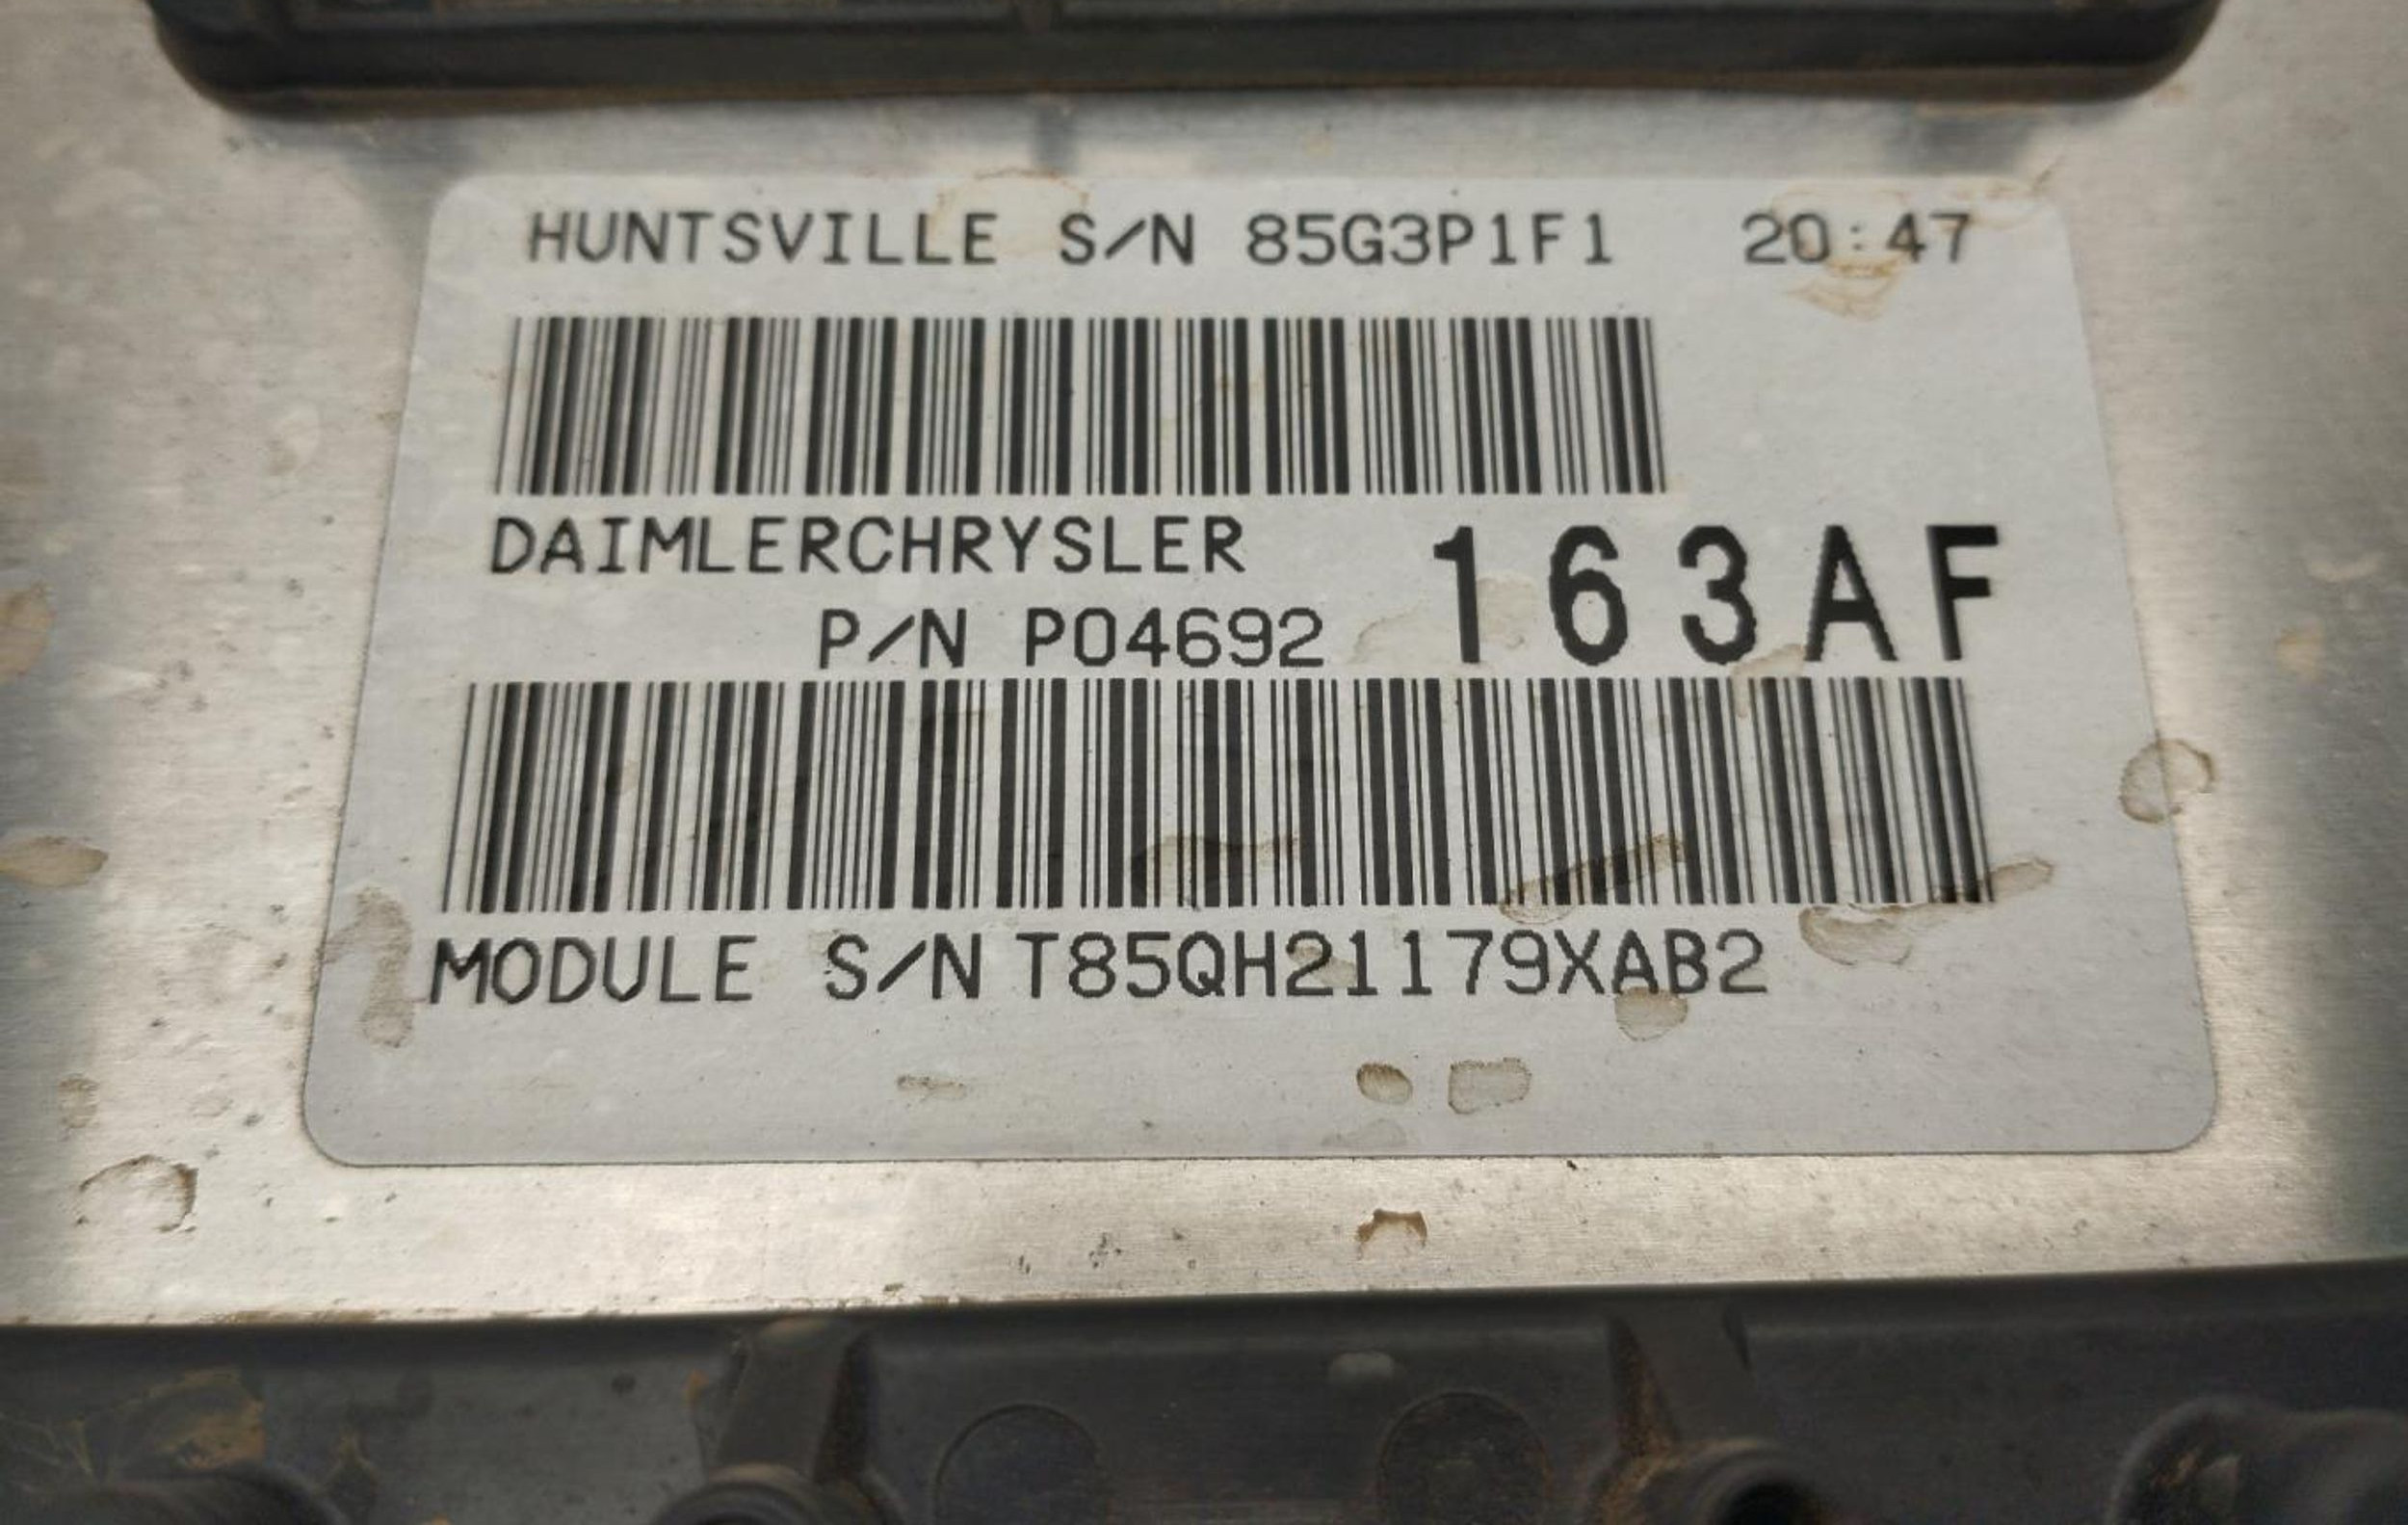 HUNTSVILLE S/N 85G3P1F1 20:47
DAIMLERCHRYSLER
P/N P04692 163AF
MODULE S/N T85QH21179XAB2